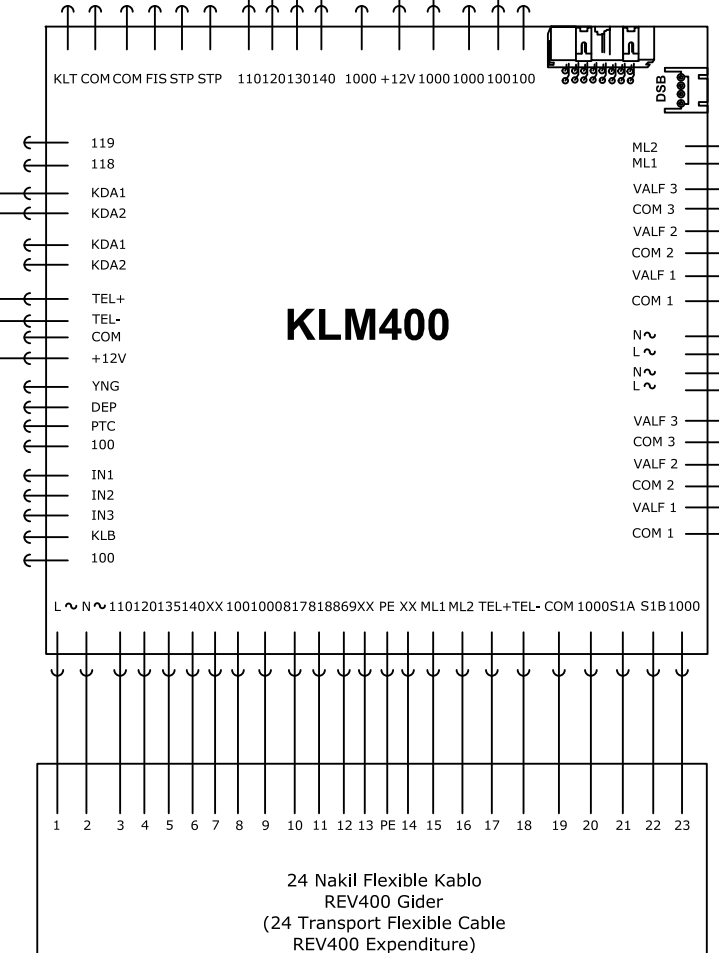 KLT COM COM FIS STP STP 110 120 130 140 1000 +12V 1000 1000 100 100
DSB
119
118
KDA1
KDA2
KDA1
KDA2
TEL+
TEL-
COM
+12V
YNG
DEP
PTC
100
IN1
IN2
IN3
KLB
100
KLM400
ML2
ML1
VALF 3
COM 3
VALF 2
COM 2
VALF 1
COM 1
N~
L~
N~
L~
VALF 3
COM 3
VALF 2
COM 2
VALF 1
COM 1
L ~ N ~ 110 120 135 140 XX 100 1000 817 818 869 XX PE XX ML1 ML2 TEL+ TEL- COM 1000 S1A S1B 1000
1 2 3 4 5 6 7 8 9 10 11 12 13 PE 14 15 16 17 18 19 20 21 22 23
24 Nakil Flexible Kablo
REV400 Gider
(24 Transport Flexible Cable
REV400 Expenditure)